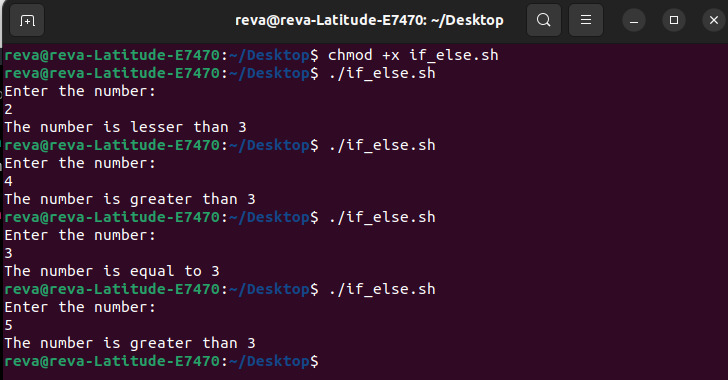 reva@reva-Latitude-E7470: ~/Desktop
reva@reva-Latitude-E7470:~/Desktop$ chmod +x if_else.sh
reva@reva-Latitude-E7470:~/Desktop$ ./if_else.sh
Enter the number:
2
The number is lesser than 3
reva@reva-Latitude-E7470:~/Desktop$ ./if_else.sh
Enter the number:
4
The number is greater than 3
reva@reva-Latitude-E7470:~/Desktop$ ./if_else.sh
Enter the number:
3
The number is equal to 3
reva@reva-Latitude-E7470:~/Desktop$ ./if_else.sh
Enter the number:
5
The number is greater than 3
reva@reva-Latitude-E7470:~/Desktop$